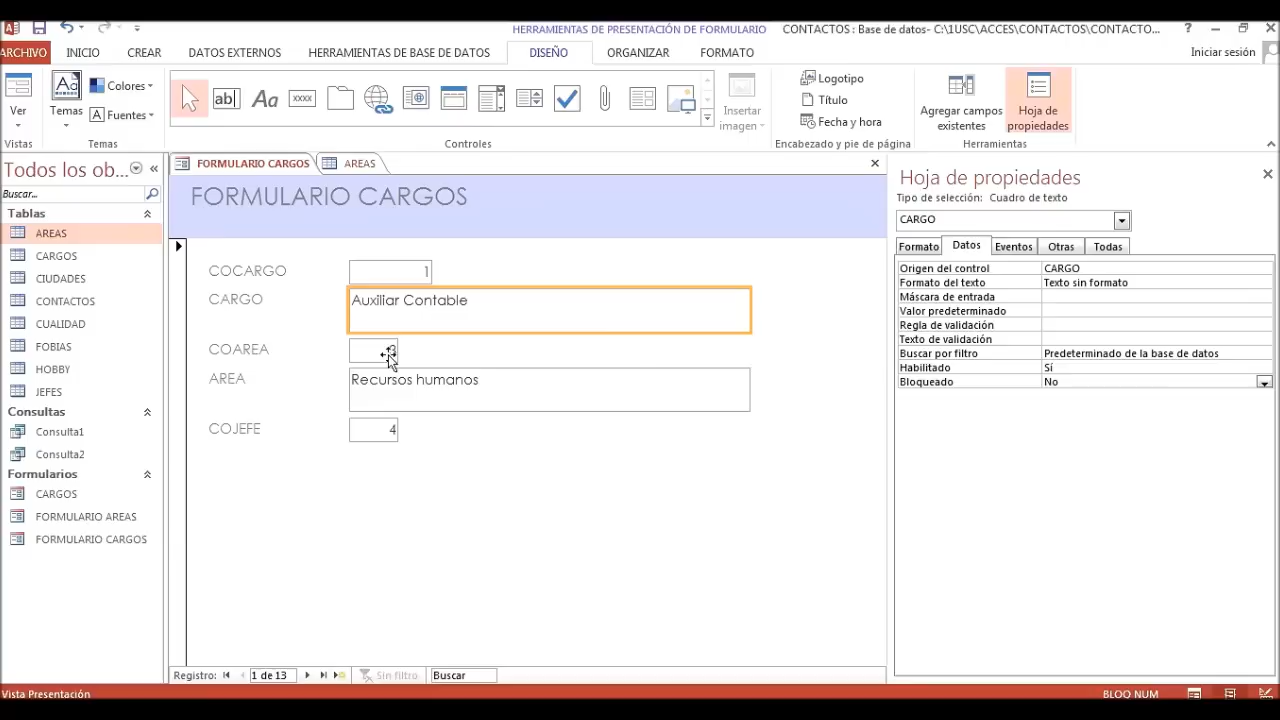 HERRAMIENTAS DE PRESENTACIÓN DE FORMULARIO
CONTACTOS : Base de datos- C:\1USC\ACCES\CONTACTOS\CONTACTO...
ARCHIVO
INICIO
CREAR
DATOS EXTERNOS
HERRAMIENTAS DE BASE DE DATOS
DISEÑO
ORGANIZAR
FORMATO
Iniciar sesión
Ver
Temas
Colores
Fuentes
ab|
Aa
xxxx
Insertar
imagen
Logotipo
Título
Fecha y hora
Agregar campos
existentes
Hoja de
propiedades
Vistas
Temas
Controles
Encabezado y pie de página
Herramientas
Todos los ob...
Buscar...
Tablas
AREAS
CARGOS
CIUDADES
CONTACTOS
CUALIDAD
FOBIAS
HOBBY
JEFES
Consultas
Consulta1
Consulta2
Formularios
CARGOS
FORMULARIO AREAS
FORMULARIO CARGOS
FORMULARIO CARGOS
AREAS
FORMULARIO CARGOS
COCARGO 1
CARGO Auxiliar Contable
COAREA
AREA Recursos humanos
COJEFE 4
Registro: 1 de 13 Sin filtro Buscar
Hoja de propiedades
Tipo de selección: Cuadro de texto
CARGO
Formato Datos Eventos Otras Todas
Origen del control CARGO
Formato del texto Texto sin formato
Máscara de entrada
Valor predeterminado
Regla de validación
Texto de validación
Buscar por filtro Predeterminado de la base de datos
Habilitado Sí
Bloqueado No
Vista Presentación
BLOQ NUM